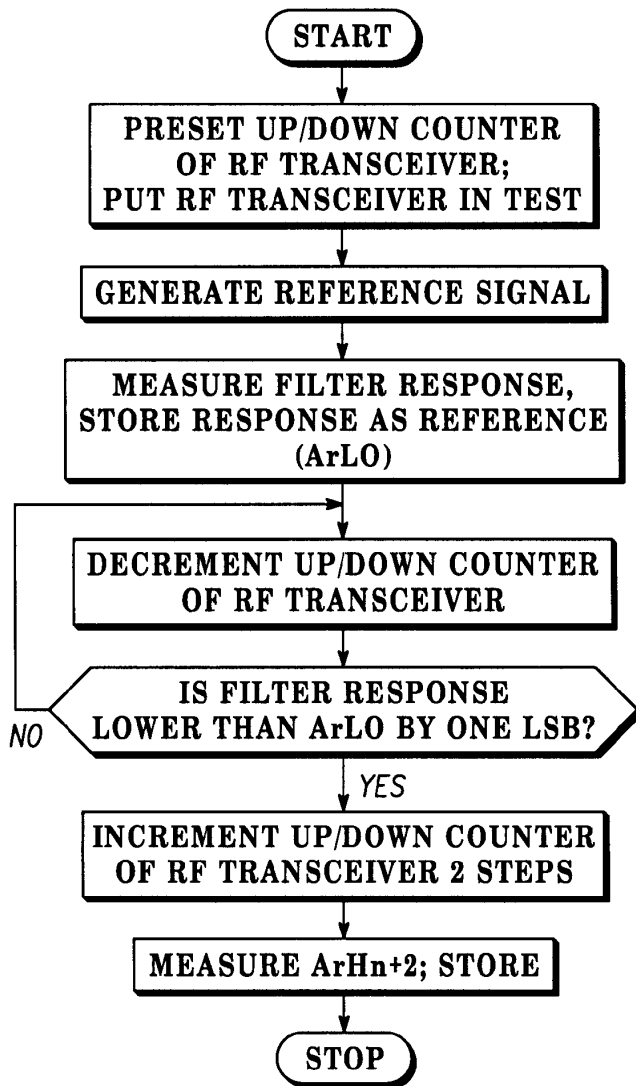 START
PRESET UP/DOWN COUNTER
OF RF TRANSCEIVER;
PUT RF TRANSCEIVER IN TEST
GENERATE REFERENCE SIGNAL
MEASURE FILTER RESPONSE,
STORE RESPONSE AS REFERENCE
(ArLO)
DECREMENT UP/DOWN COUNTER
OF RF TRANSCEIVER
IS FILTER RESPONSE
LOWER THAN ArLO BY ONE LSB?
NO
YES
INCREMENT UP/DOWN COUNTER
OF RF TRANSCEIVER 2 STEPS
MEASURE ArHn+2; STORE
STOP